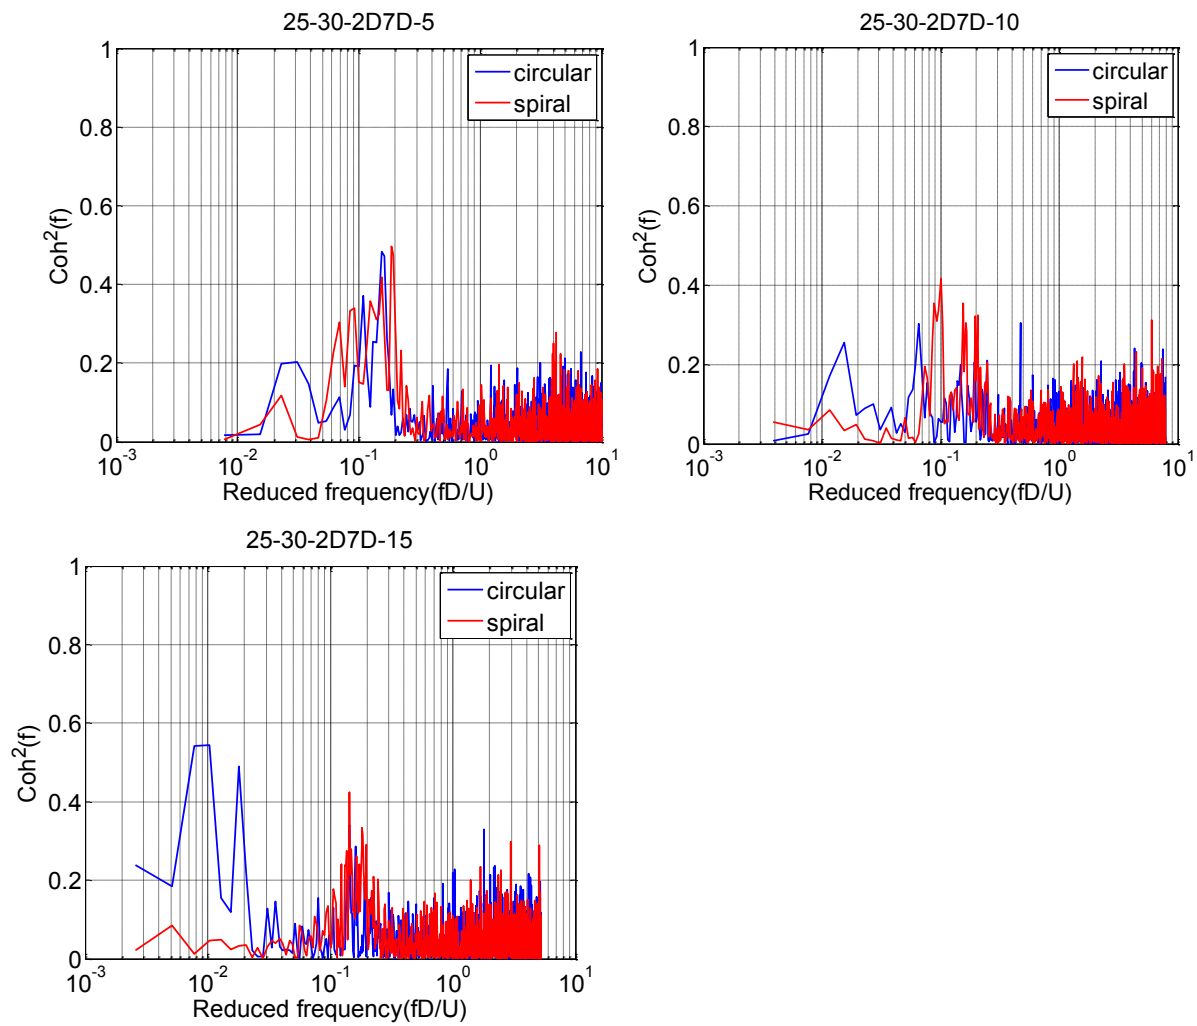 25-30-2D7D-5
1
0.8
0.6
0.4
0.2
0
Coh²(f)
circular
spiral
10⁻³ 10⁻² 10⁻¹ 10⁰ 10¹
Reduced frequency(fD/U)
25-30-2D7D-10
1
0.8
0.6
0.4
0.2
0
Coh²(f)
circular
spiral
10⁻³ 10⁻² 10⁻¹ 10⁰ 10¹
Reduced frequency(fD/U)
25-30-2D7D-15
1
0.8
0.6
0.4
0.2
0
Coh²(f)
circular
spiral
10⁻³ 10⁻² 10⁻¹ 10⁰ 10¹
Reduced frequency(fD/U)